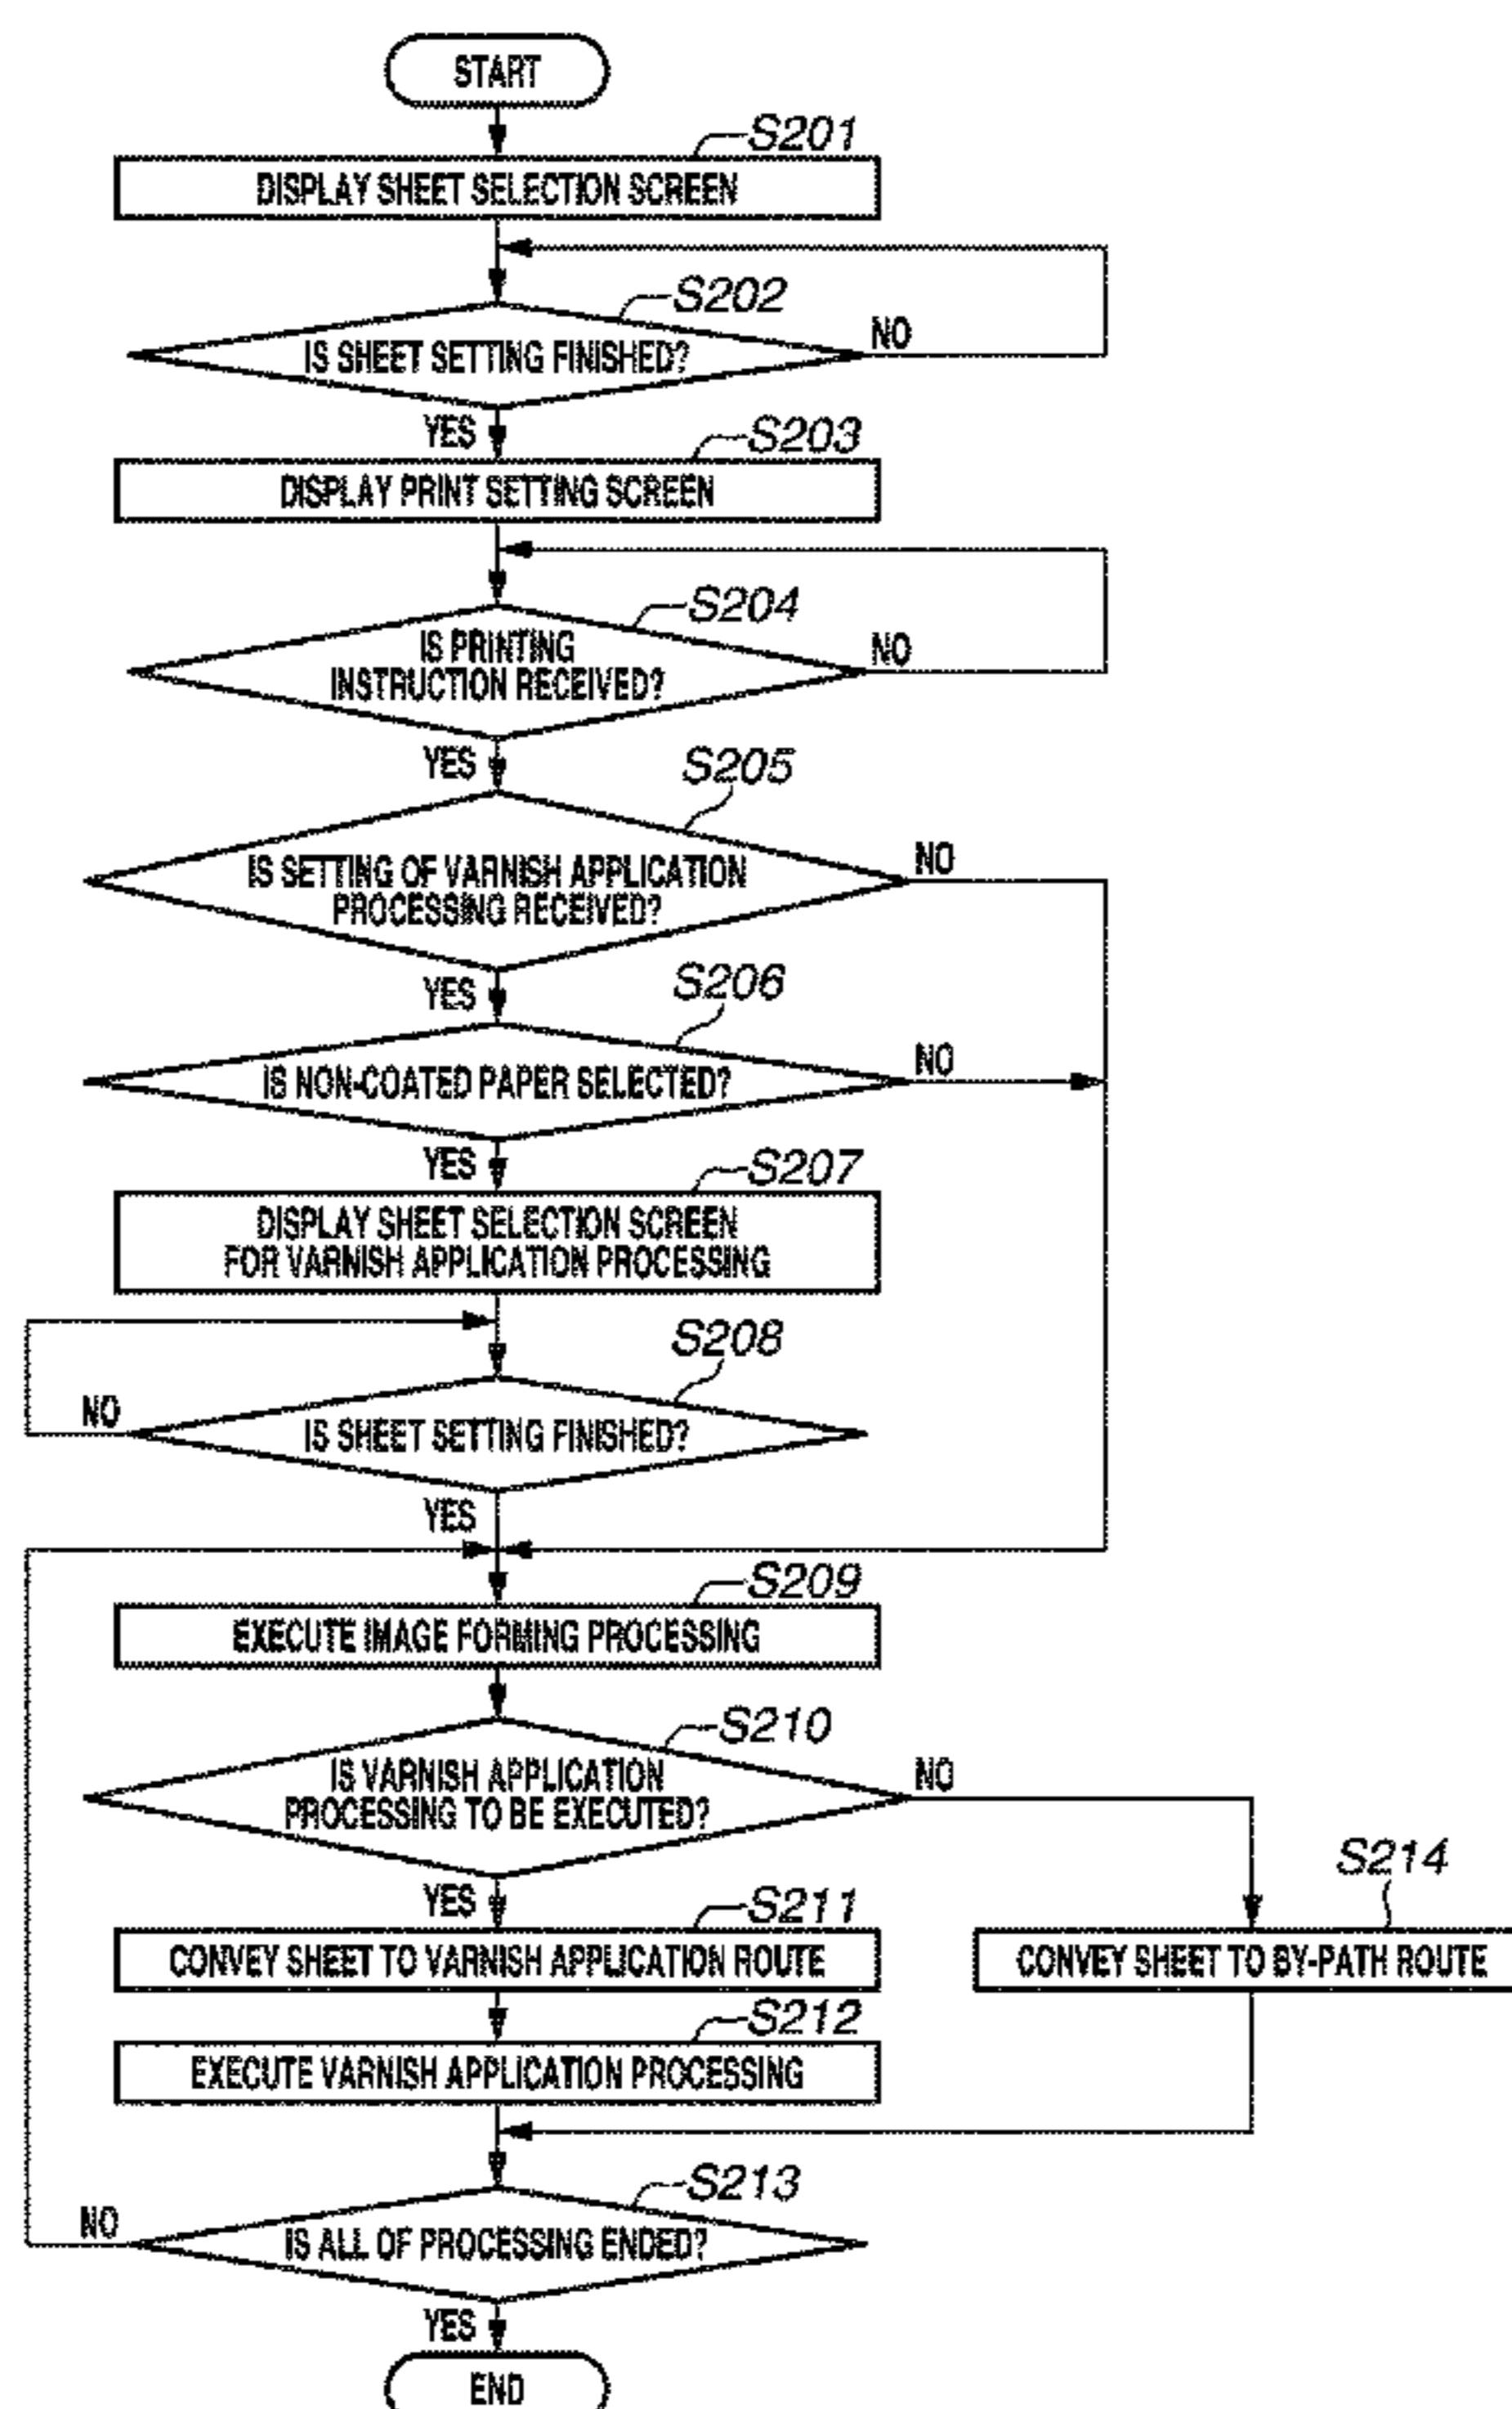 START
S201
DISPLAY SHEET SELECTION SCREEN
S202
IS SHEET SETTING FINISHED?
NO
YES
S203
DISPLAY PRINT SETTING SCREEN
S204
IS PRINTING
INSTRUCTION RECEIVED?
NO
YES
S205
IS SETTING OF VARNISH APPLICATION
PROCESSING RECEIVED?
NO
YES
S206
IS NON-COATED PAPER SELECTED?
NO
YES
S207
DISPLAY SHEET SELECTION SCREEN
FOR VARNISH APPLICATION PROCESSING
S208
IS SHEET SETTING FINISHED?
NO
YES
S209
EXECUTE IMAGE FORMING PROCESSING
S210
IS VARNISH APPLICATION
PROCESSING TO BE EXECUTED?
NO
YES
S211
CONVEY SHEET TO VARNISH APPLICATION ROUTE
S214
CONVEY SHEET TO BY-PATH ROUTE
S212
EXECUTE VARNISH APPLICATION PROCESSING
S213
IS ALL OF PROCESSING ENDED?
NO
YES
END